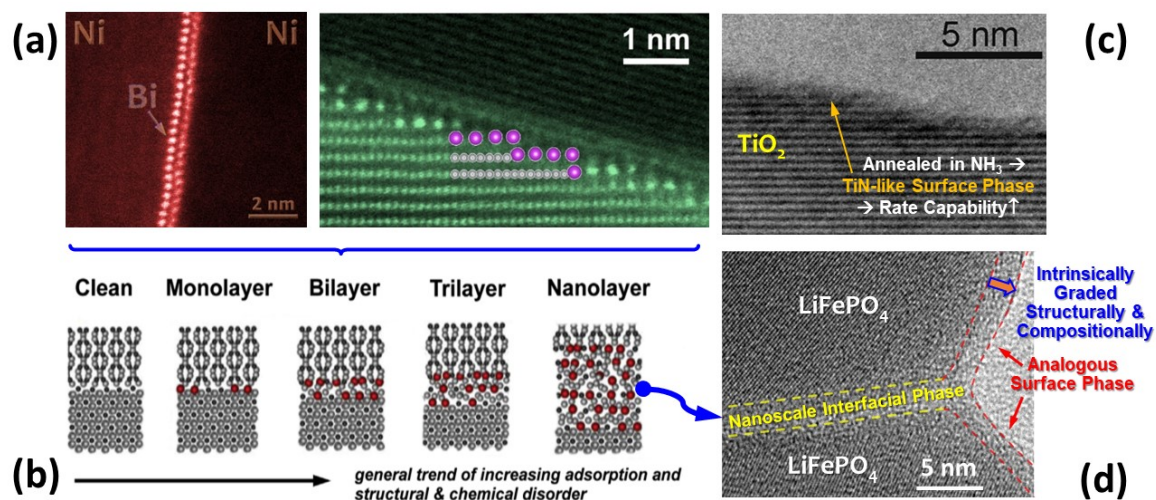 (a)
Ni
Ni
Bi
2 nm
1 nm
(c)
5 nm
TiO₂
Annealed in NH₃ →
TiN-like Surface Phase
→ Rate Capability↑
(b)
Clean
Monolayer
Bilayer
Trilayer
Nanolayer
general trend of increasing adsorption and
structural & chemical disorder
(d)
LiFePO₄
Intrinsically
Graded
Structurally &
Compositionally
Analogous
Surface Phase
Nanoscale Interfacial Phase
LiFePO₄
5 nm